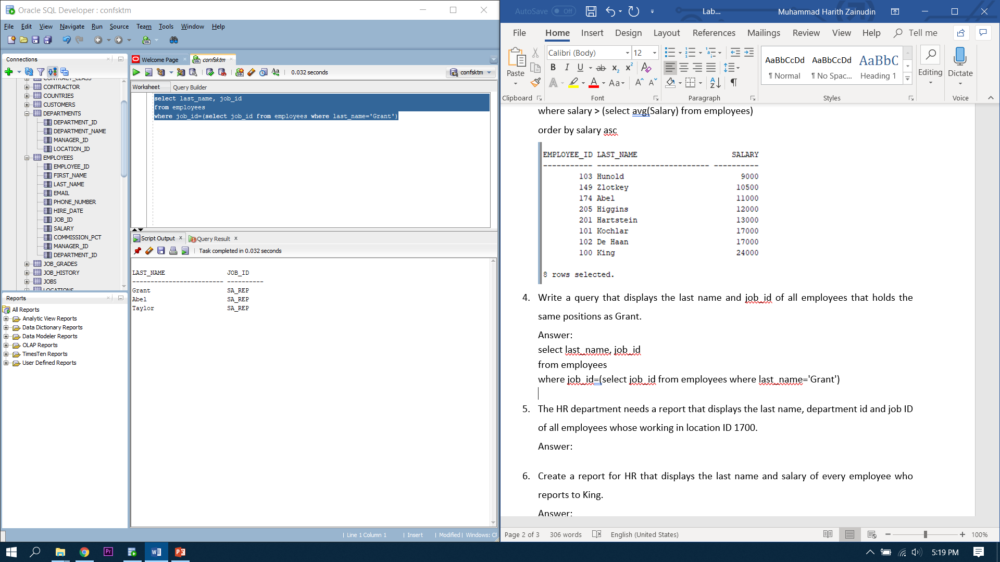 Oracle SQL Developer : confsktm
File Edit View Navigate Run Source Team Tools Window Help
Connections
CONTRACTOR
COUNTRIES
CUSTOMERS
DEPARTMENTS
DEPARTMENT_ID
DEPARTMENT_NAME
MANAGER_ID
LOCATION_ID
EMPLOYEES
EMPLOYEE_ID
FIRST_NAME
LAST_NAME
EMAIL
PHONE_NUMBER
HIRE_DATE
JOB_ID
SALARY
COMMISSION_PCT
MANAGER_ID
DEPARTMENT_ID
JOB_GRADES
JOB_HISTORY
JOBS
LOCATIONS
Reports
All Reports
Analytic View Reports
Data Dictionary Reports
Data Modeler Reports
OLAP Reports
TimesTen Reports
User Defined Reports
Welcome Page confsktm
0.032 seconds confsktm
Worksheet Query Builder
select last_name, job_id
from employees
where job_id=(select job_id from employees where last_name='Grant')
Script Output Query Result
Task completed in 0.032 seconds
LAST_NAME JOB_ID
------------------------- ----------
Grant SA_REP
Abel SA_REP
Taylor SA_REP
Line 1 Column 1 Insert Modified Windows: C
AutoSave Off Lab... Muhammad Harith Zainudin
File Home Insert Design Layout References Mailings Review View Help Tell me
Paste
Calibri (Body) 12
B I U ab x₂ x²
A A Aa A A
AaBbCcDd AaBbCcDd AaBbC
¶ Normal ¶ No Spac... Heading 1
Editing Dictate
Clipboard Font Paragraph Styles Voice
where salary > (select avg(Salary) from employees)
order by salary asc
EMPLOYEE_ID LAST_NAME SALARY
----------- ------------------------- ----------
103 Hunold 9000
149 Zlotkey 10500
174 Abel 11000
205 Higgins 12000
201 Hartstein 13000
101 Kochlar 17000
102 De Haan 17000
100 King 24000
8 rows selected.
4. Write a query that displays the last name and job_id of all employees that holds the
same positions as Grant.
Answer:
select last_name, job_id
from employees
where job_id=(select job_id from employees where last_name='Grant')
5. The HR department needs a report that displays the last name, department id and job ID
of all employees whose working in location ID 1700.
Answer:
6. Create a report for HR that displays the last name and salary of every employee who
reports to King.
Answer:
Page 2 of 3 306 words English (United States) 100%
Pr
5:19 PM